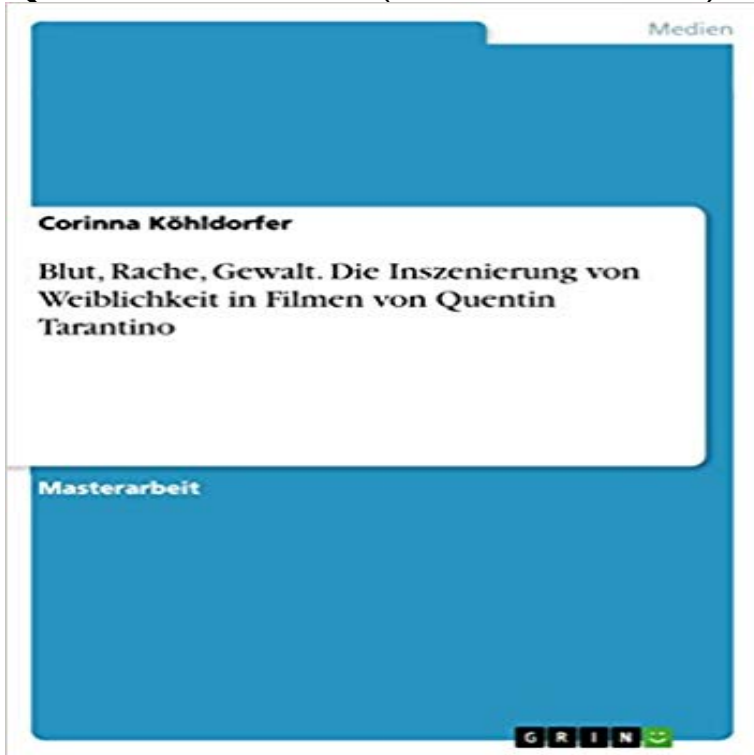 Medien
Corinna Köhldorfer
Blut, Rache, Gewalt. Die Inszenierung von
Weiblichkeit in Filmen von Quentin
Tarantino
Masterarbeit
GRIN